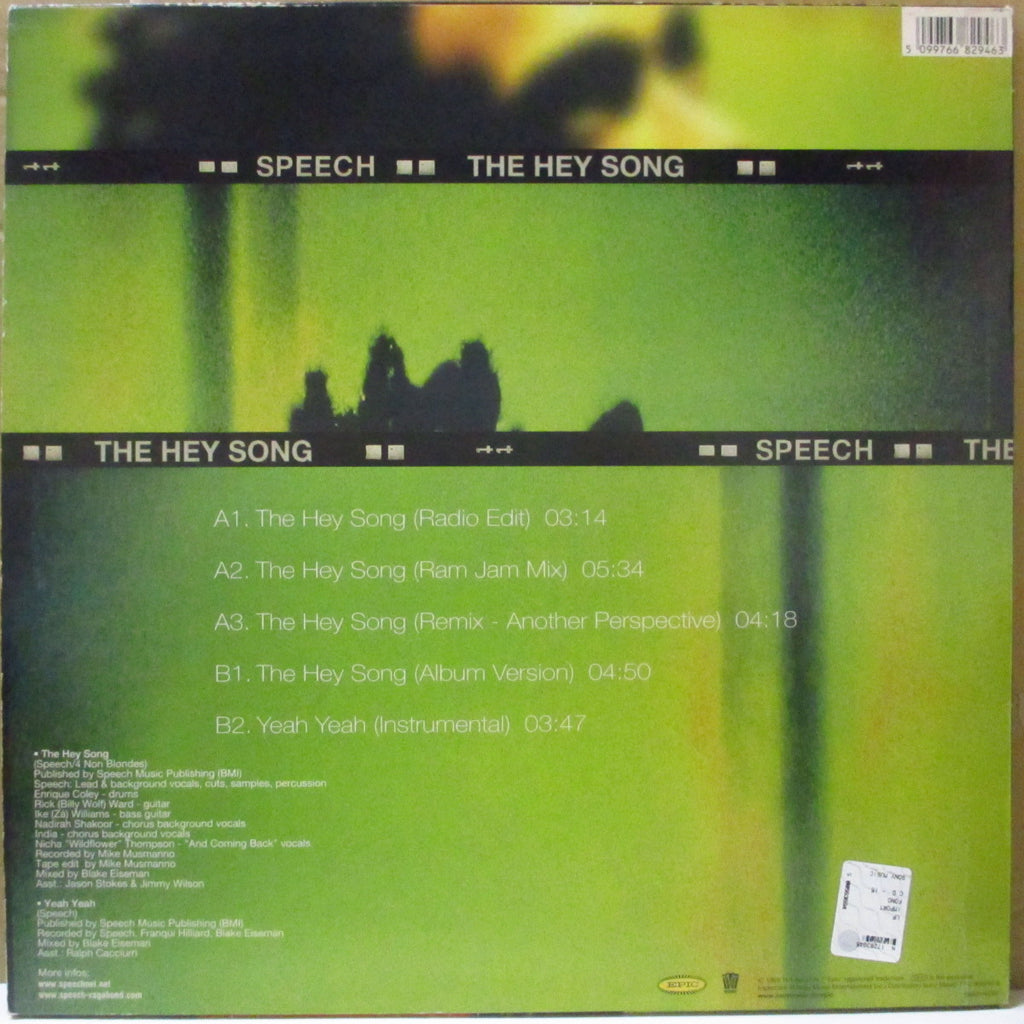 5 099766 829463
SPEECH THE HEY SONG
THE HEY SONG SPEECH THE
A1. The Hey Song (Radio Edit) 03:14
A2. The Hey Song (Ram Jam Mix) 05:34
A3. The Hey Song (Remix - Another Perspective) 04:18
B1. The Hey Song (Album Version) 04:50
B2. Yeah Yeah (Instrumental) 03:47
• The Hey Song
(Speech/4 Non Blondes)
Published by Speech Music Publishing (BMI)
Speech: Lead & background vocals, cuts, samples, percussion
Enrique Coley - drums
Rick (Billy Wolf) Ward - guitar
Ike (Za) Williams - bass guitar
Nadirah Shakoor - chorus background vocals
India - chorus background vocals
Nicha "Wildflower" Thompson - "And Coming Back" vocals
Recorded by Mike Musmanno
Tape edit by Mike Musmanno
Mixed by Blake Eiseman
Asst.: Jason Stokes & Jimmy Wilson
• Yeah Yeah
(Speech)
Published by Speech Music Publishing (BMI)
Recorded by Speech, Franqui Hilliard, Blake Eiseman
Mixed by Blake Eiseman
Asst.: Ralph Cacciurri
More infos:
www.speechnet.net
www.speech-vagabond.com
SONY MUSIC
IMPORT
LP
EPIC